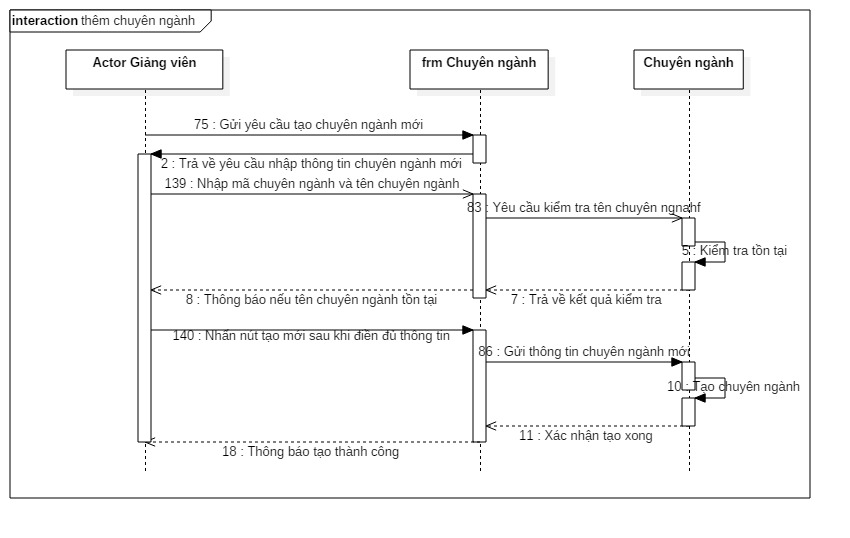 interaction thêm chuyên ngành
Actor Giảng viên
frm Chuyên ngành
Chuyên ngành
75 : Gửi yêu cầu tạo chuyên ngành mới
2 : Trả về yêu cầu nhập thông tin chuyên ngành mới
139 : Nhập mã chuyên ngành và tên chuyên ngành
83 : Yêu cầu kiểm tra tên chuyên ngnahf
5 : Kiểm tra tồn tại
8 : Thông báo nếu tên chuyên ngành tồn tại
7 : Trả về kết quả kiểm tra
140 : Nhấn nút tạo mới sau khi điền đủ thông tin
86 : Gửi thông tin chuyên ngành mới
10 : Tạo chuyên ngành
11 : Xác nhận tạo xong
18 : Thông báo tạo thành công